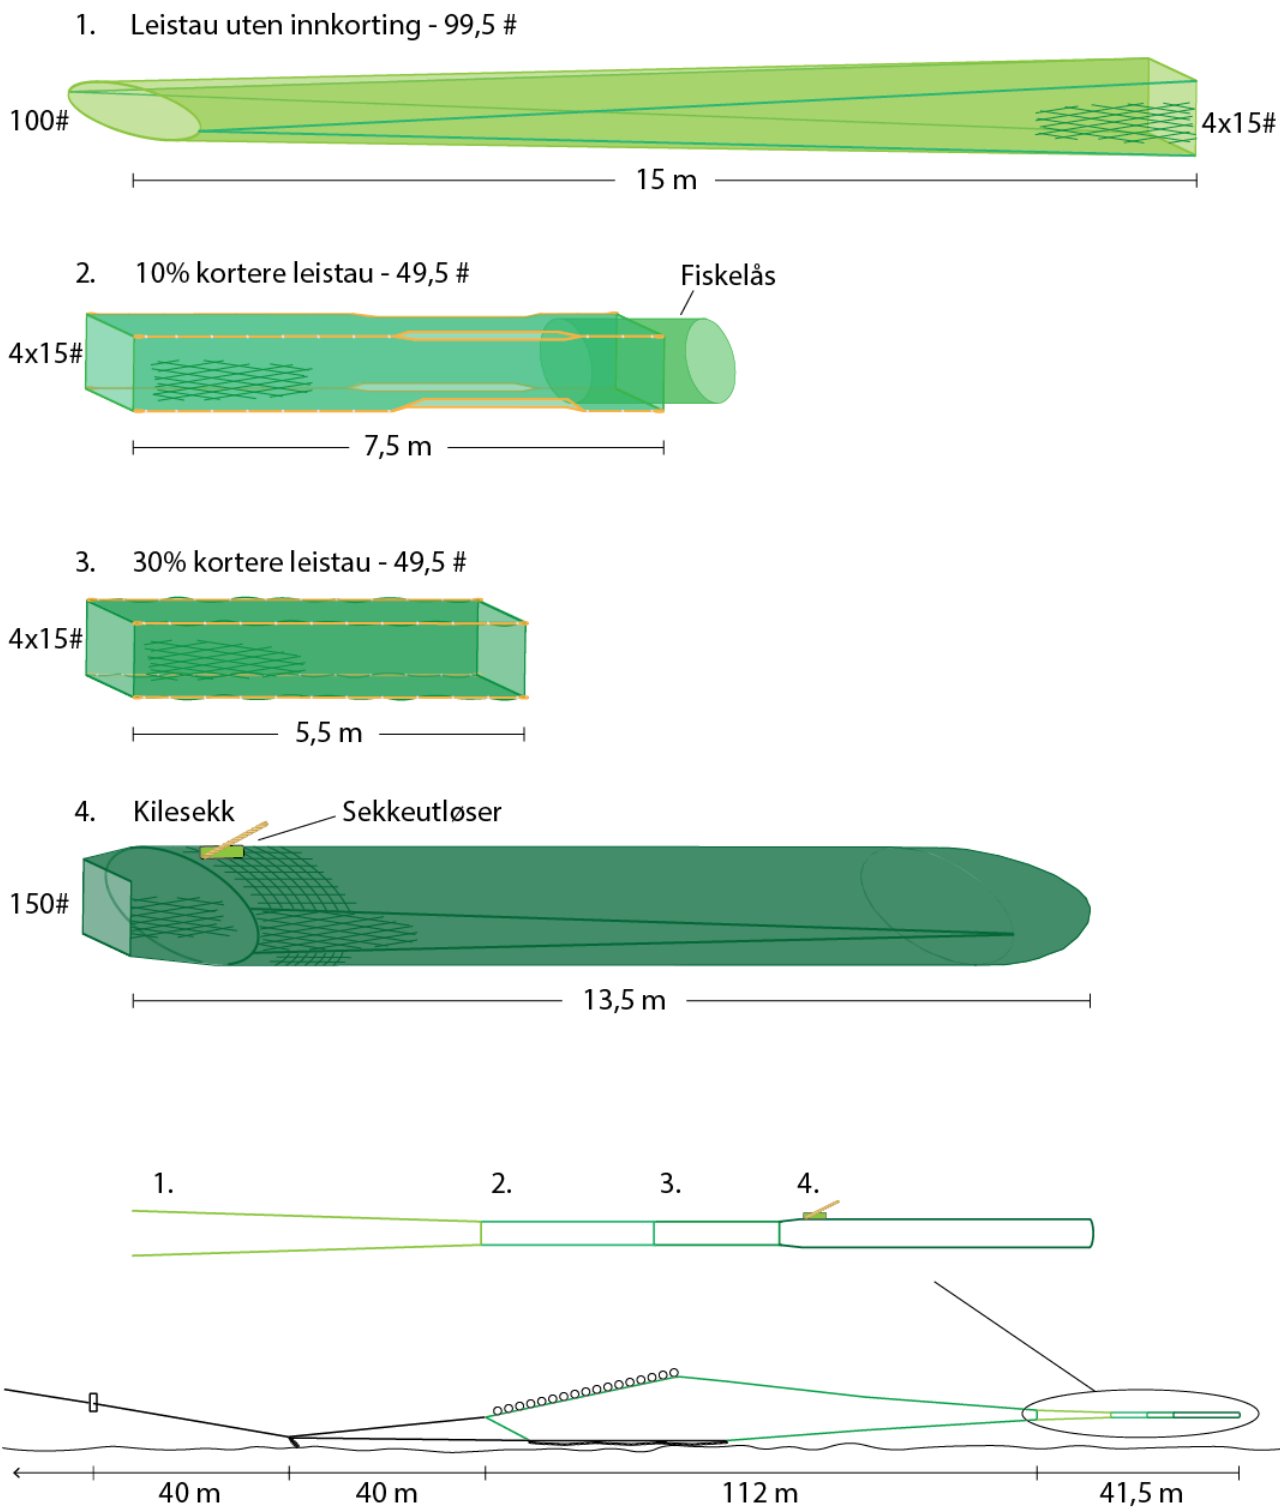 1. Leistau uten innkorting - 99,5 #
100#
4x15#
15 m
2. 10% kortere leistau - 49,5 #
Fiskelås
4x15#
7,5 m
3. 30% kortere leistau - 49,5 #
4x15#
5,5 m
4. Kilesekk
Sekkeutløser
150#
13,5 m
1. 2. 3. 4.
40 m 40 m 112 m 41,5 m